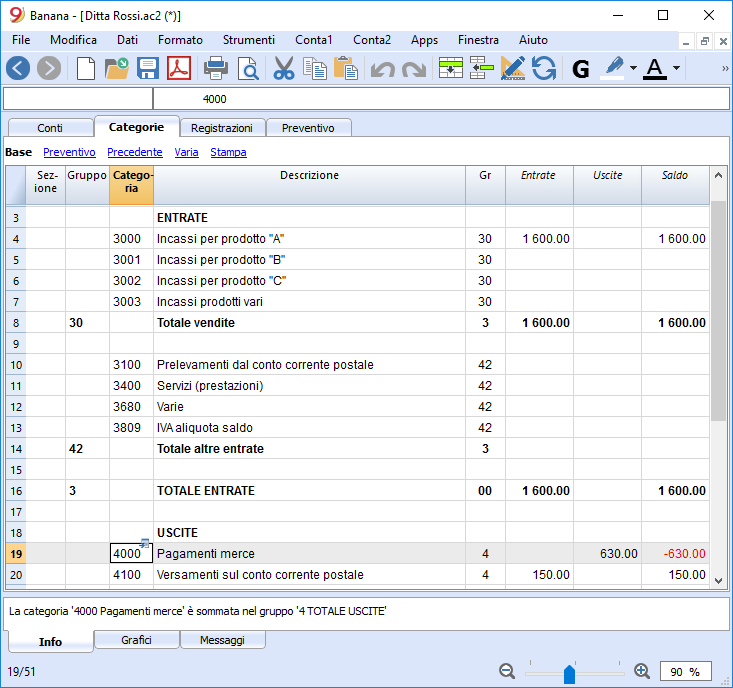 Banana - [Ditta Rossi.ac2 (*)]
File Modifica Dati Formato Strumenti Conta1 Conta2 Apps Finestra Aiuto
G A »
4000
Conti Categorie Registrazioni Preventivo
Base Preventivo Precedente Varia Stampa
Sez-ione Gruppo Catego-ria Descrizione Gr Entrate Uscite Saldo
3 ENTRATE
4 3000 Incassi per prodotto "A" 30 1 600.00 1 600.00
5 3001 Incassi per prodotto "B" 30
6 3002 Incassi per prodotto "C" 30
7 3003 Incassi prodotti vari 30
8 30 Totale vendite 3 1 600.00 1 600.00
9
10 3100 Prelevamenti dal conto corrente postale 42
11 3400 Servizi (prestazioni) 42
12 3680 Varie 42
13 3809 IVA aliquota saldo 42
14 42 Totale altre entrate 3
15
16 3 TOTALE ENTRATE 00 1 600.00 1 600.00
17
18 USCITE
19 4000 Pagamenti merce 4 630.00 -630.00
20 4100 Versamenti sul conto corrente postale 4 150.00 150.00
La categoria '4000 Pagamenti merce' è sommata nel gruppo '4 TOTALE USCITE'
Info Grafici Messaggi
19/51 90 %